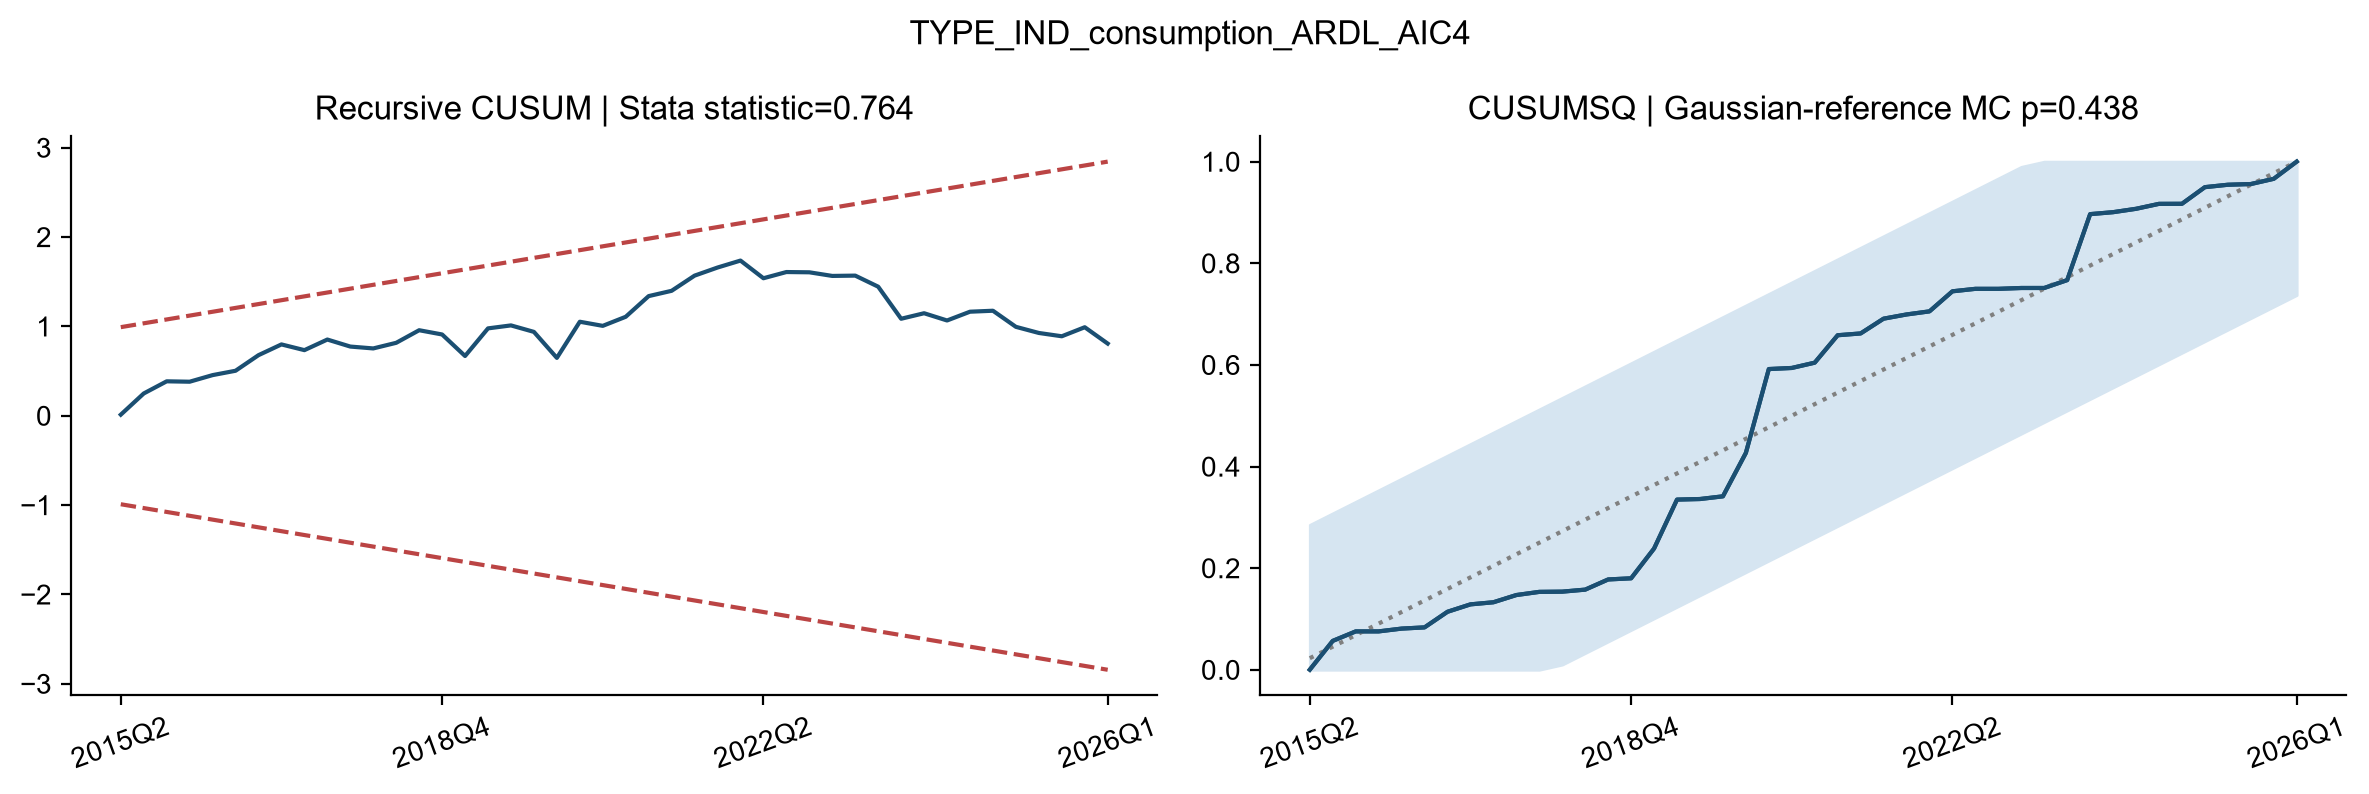 TYPE_IND_consumption_ARDL_AIC4
Recursive CUSUM | Stata statistic=0.764
3
2
1
0
−1
−2
−3
2015Q2
2018Q4
2022Q2
2026Q1
CUSUMSQ | Gaussian-reference MC p=0.438
1.0
0.8
0.6
0.4
0.2
0.0
2015Q2
2018Q4
2022Q2
2026Q1